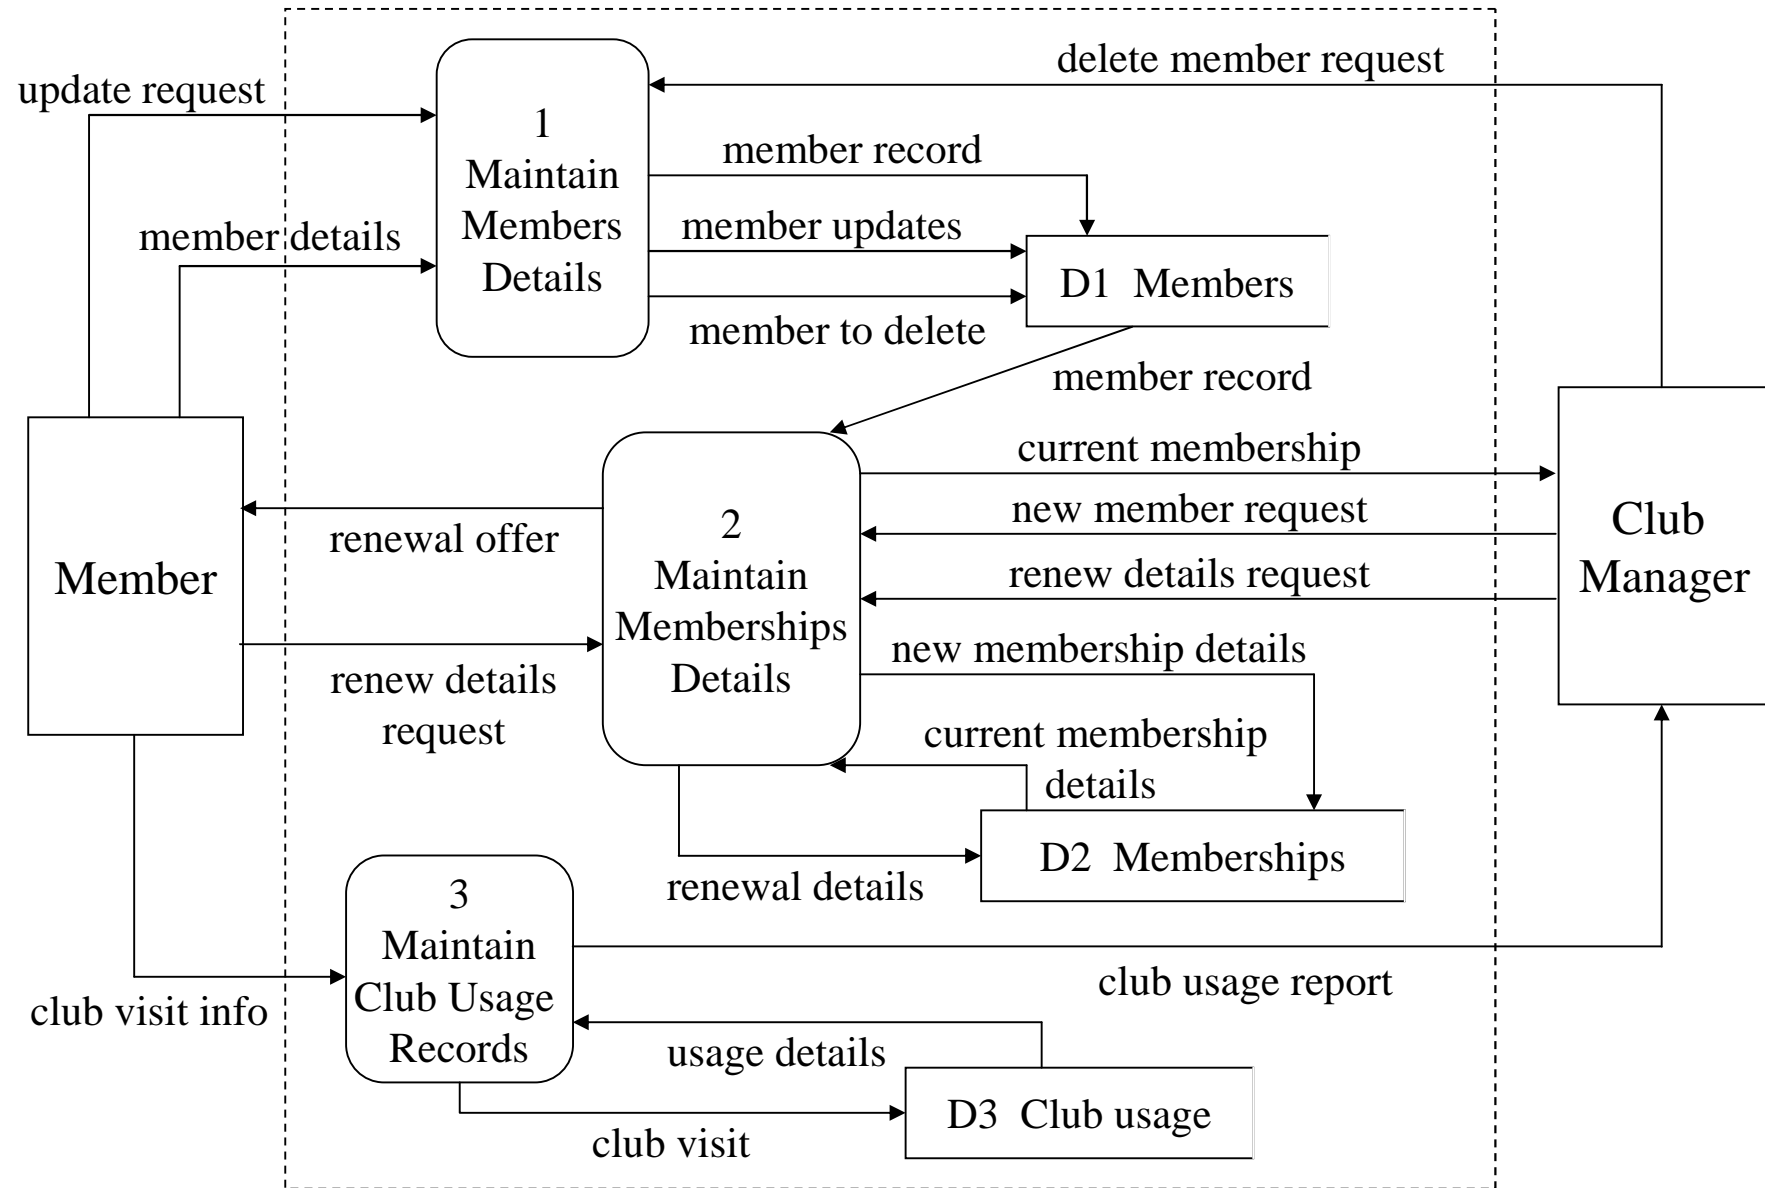 delete member request
update request
1
Maintain
Members
Details
member record
member details
member updates
D1 Members
member to delete
member record
current membership
new member request
Club
Manager
renewal offer
2
Maintain
Memberships
Details
Member
renew details request
new membership details
renew details
request
current membership
details
D2 Memberships
renewal details
3
Maintain
Club Usage
Records
club usage report
club visit info
usage details
D3 Club usage
club visit